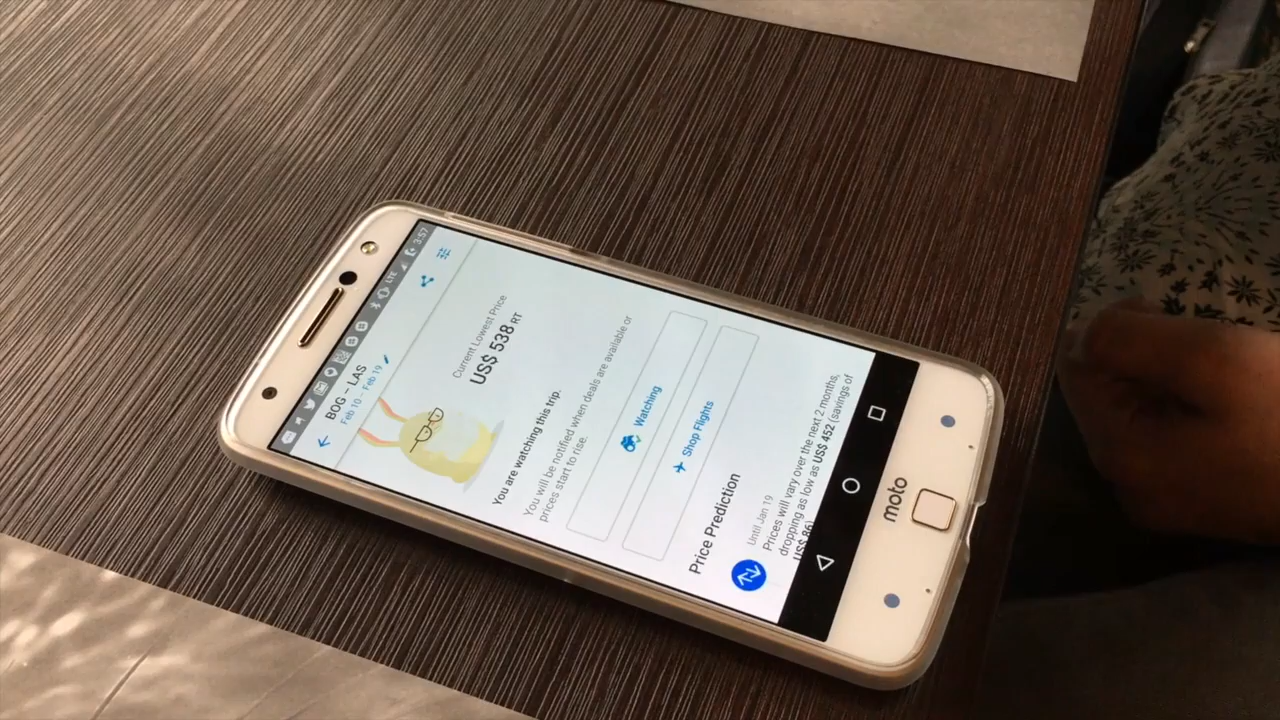 LTE 3:57
BOG – LAS
Feb 10 – Feb 19
Current Lowest Price
US$ 538 RT
You are watching this trip.
You will be notified when deals are available or
prices start to rise.
Watching
Shop Flights
Price Prediction
Until Jan 19
Prices will vary over the next 2 months,
dropping as low as US$ 452 (savings of
US$ 86)
moto